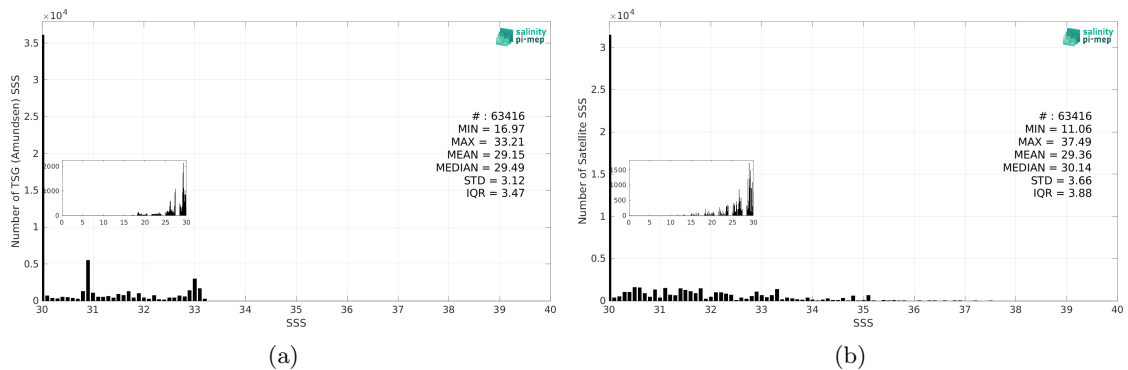 ×10⁴
3.5
3
2.5
2
1.5
1
0.5
0
30 31 32 33 34 35 36 37 38 39 40
SSS
Number of TSG (Amundsen) SSS
salinity
pi-mep
# : 63416
MIN = 16.97
MAX = 33.21
MEAN = 29.15
MEDIAN = 29.49
STD = 3.12
IQR = 3.47
2000
1000
0
0 5 10 15 20 25 30
(a)
×10⁴
3
2.5
2
1.5
1
0.5
0
30 31 32 33 34 35 36 37 38 39 40
SSS
Number of Satellite SSS
salinity
pi-mep
# : 63416
MIN = 11.06
MAX = 37.49
MEAN = 29.36
MEDIAN = 30.14
STD = 3.66
IQR = 3.88
1500
1000
500
0
0 5 10 15 20 25 30
(b)